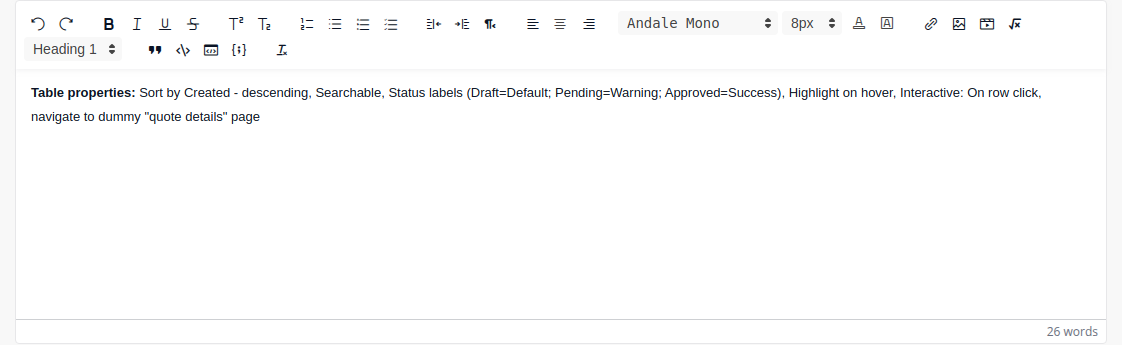 B I U S T² T₂ Andale Mono 8px A A √x
Heading 1 </> {;} Tx
Table properties: Sort by Created - descending, Searchable, Status labels (Draft=Default; Pending=Warning; Approved=Success), Highlight on hover, Interactive: On row click,
navigate to dummy "quote details" page
26 words